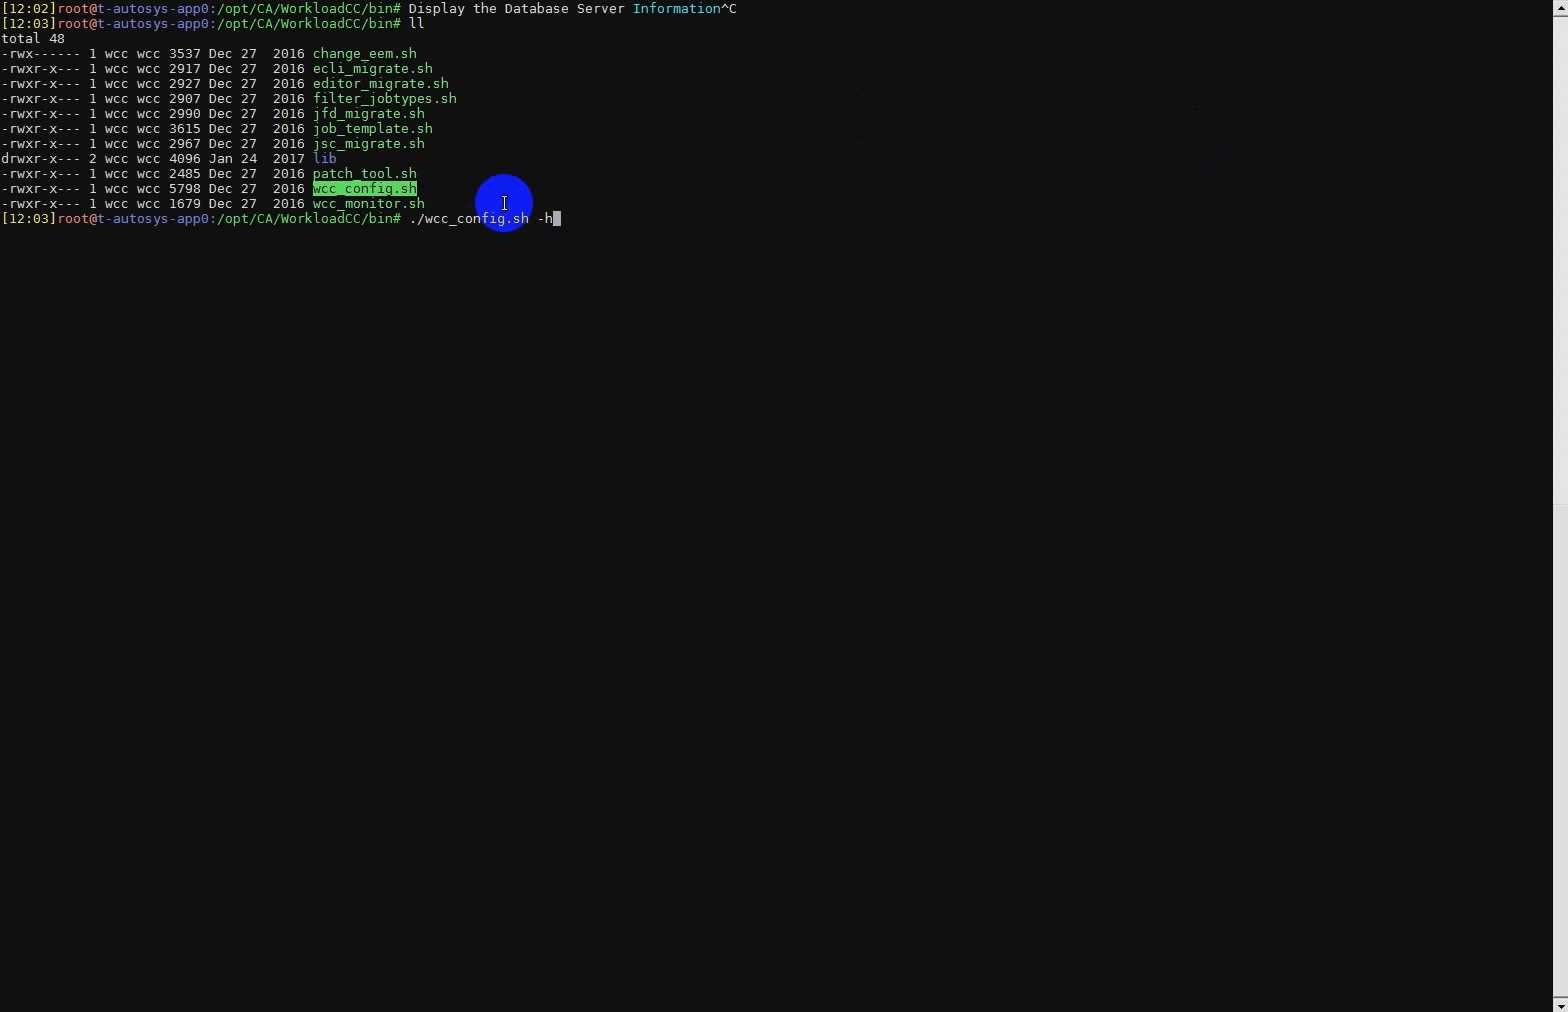 [12:02]root@t-autosys-app0:/opt/CA/WorkloadCC/bin# Display the Database Server Information^C
[12:03]root@t-autosys-app0:/opt/CA/WorkloadCC/bin# ll
total 48
-rwx------ 1 wcc wcc 3537 Dec 27  2016 change_eem.sh
-rwxr-x--- 1 wcc wcc 2917 Dec 27  2016 ecli_migrate.sh
-rwxr-x--- 1 wcc wcc 2927 Dec 27  2016 editor_migrate.sh
-rwxr-x--- 1 wcc wcc 2907 Dec 27  2016 filter_jobtypes.sh
-rwxr-x--- 1 wcc wcc 2990 Dec 27  2016 jfd_migrate.sh
-rwxr-x--- 1 wcc wcc 3615 Dec 27  2016 job_template.sh
-rwxr-x--- 1 wcc wcc 2967 Dec 27  2016 jsc_migrate.sh
drwxr-x--- 2 wcc wcc 4096 Jan 24  2017 lib
-rwxr-x--- 1 wcc wcc 2485 Dec 27  2016 patch_tool.sh
-rwxr-x--- 1 wcc wcc 5798 Dec 27  2016 wcc_config.sh
-rwxr-x--- 1 wcc wcc 1679 Dec 27  2016 wcc_monitor.sh
[12:03]root@t-autosys-app0:/opt/CA/WorkloadCC/bin# ./wcc_config.sh -h